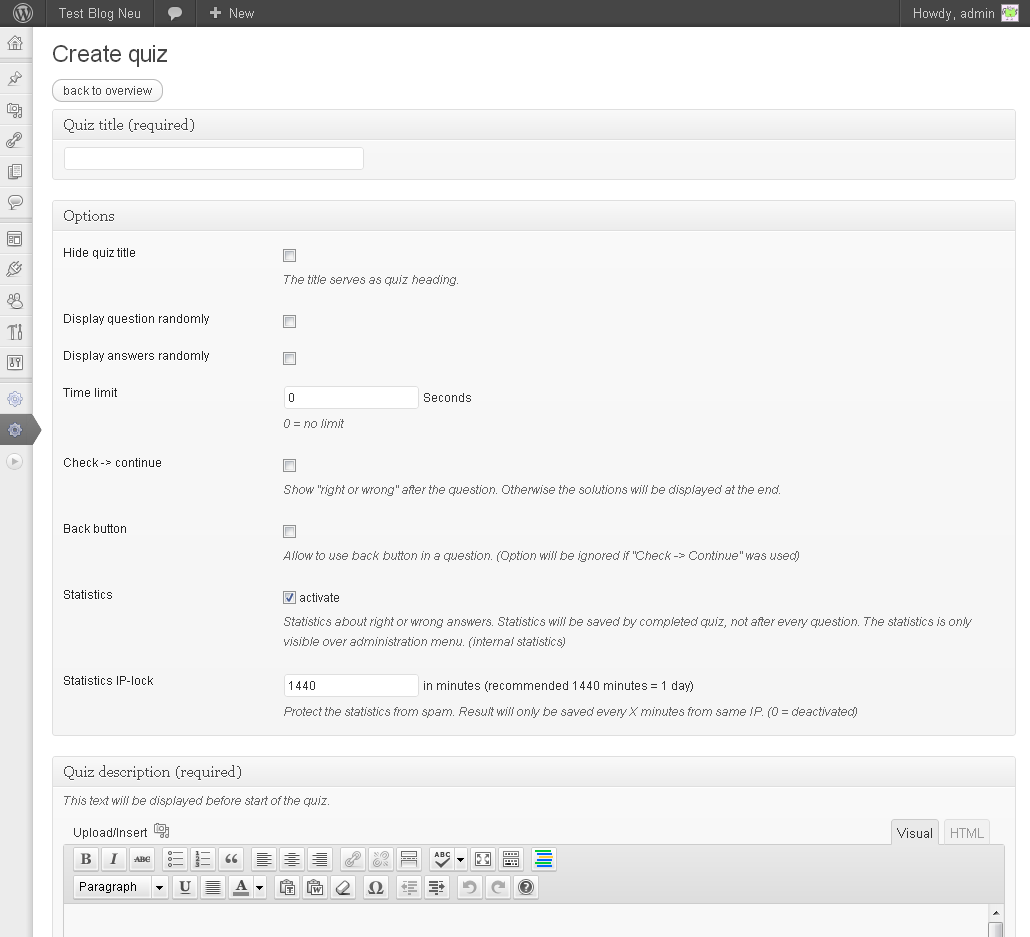 Test Blog Neu
New
Howdy, admin
Create quiz
back to overview
Quiz title (required)
Options
Hide quiz title
The title serves as quiz heading.
Display question randomly
Display answers randomly
Time limit
0 Seconds
0 = no limit
Check -> continue
Show "right or wrong" after the question. Otherwise the solutions will be displayed at the end.
Back button
Allow to use back button in a question. (Option will be ignored if "Check -> Continue" was used)
Statistics
activate
Statistics about right or wrong answers. Statistics will be saved by completed quiz, not after every question. The statistics is only
visible over administration menu. (internal statistics)
Statistics IP-lock
1440 in minutes (recommended 1440 minutes = 1 day)
Protect the statistics from spam. Result will only be saved every X minutes from same IP. (0 = deactivated)
Quiz description (required)
This text will be displayed before start of the quiz.
Upload/Insert
Visual HTML
B I ABC ABC
Paragraph U A Ω